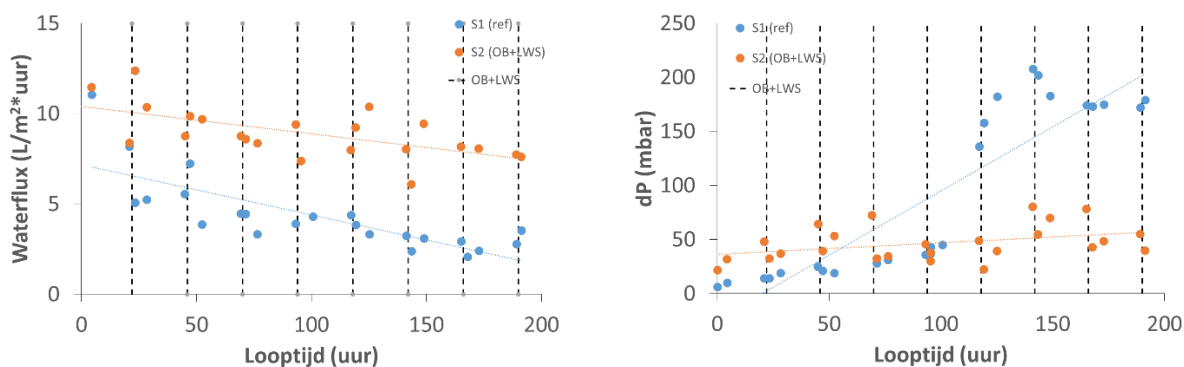 Waterflux (L/m²*uur)
15
10
5
0
0 50 100 150 200
Looptijd (uur)
S1 (ref)
S2 (OB+LWS)
OB+LWS
dP (mbar)
250
200
150
100
50
0
0 50 100 150 200
Looptijd (uur)
S1 (ref)
S2 (OB+LWS)
OB+LWS